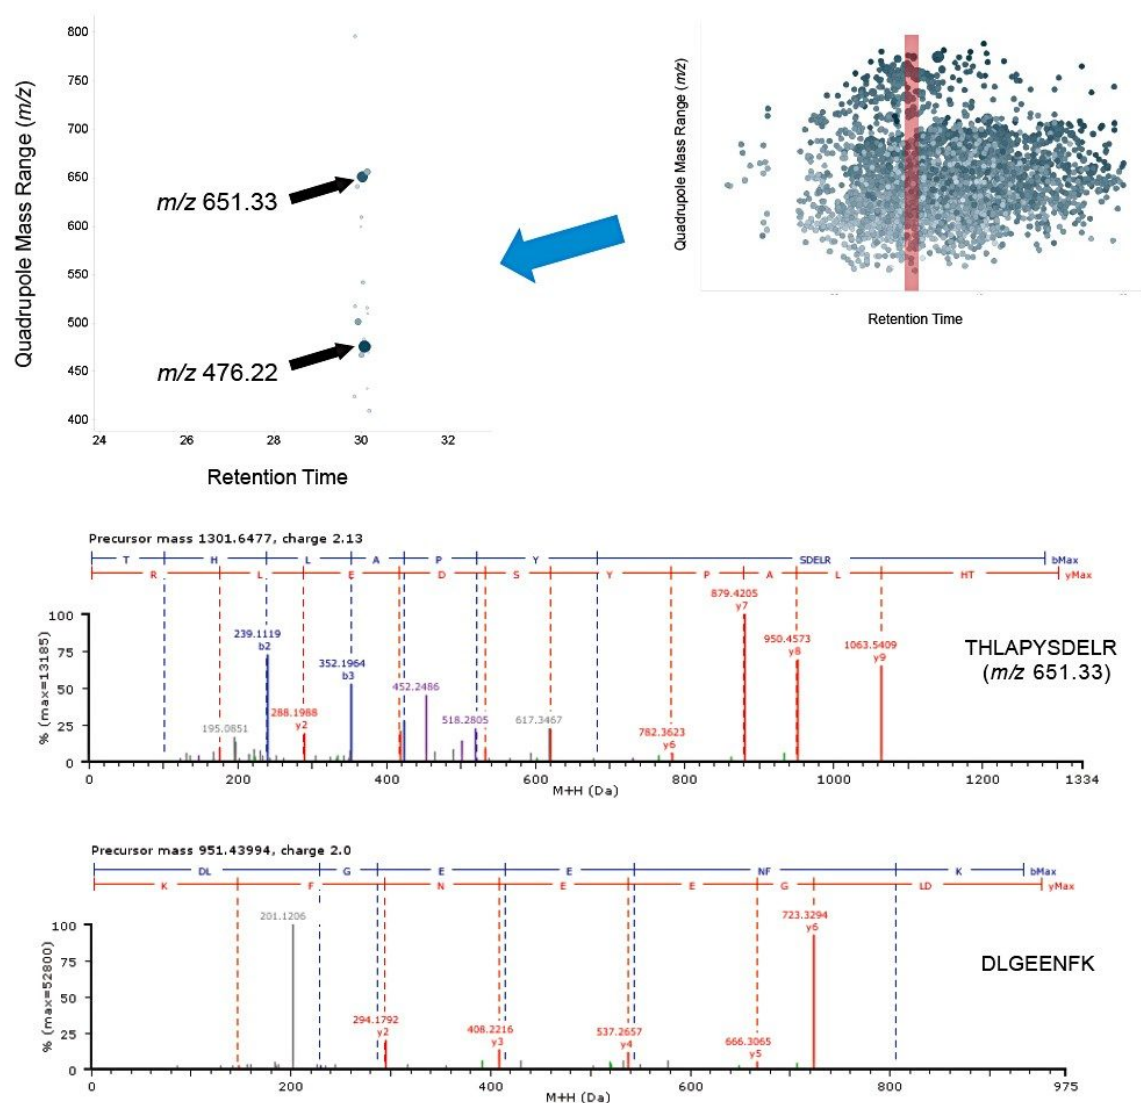 800
750
700
650
600
550
500
450
400
Quadrupole Mass Range (m/z)
m/z 651.33
m/z 476.22
24 26 28 30 32
Retention Time
Quadrupole Mass Range (m/z)
Retention Time
Precursor mass 1301.6477, charge 2.13
T H L A P Y SDELR bMax
R L E D S Y P A L HT yMax
100
75
50
25
0
% (max=13185)
195.0851
239.1119
b2
288.1988
y2
352.1964
b3
452.2486
518.2805
617.3467
782.3623
y6
879.4205
y7
950.4573
y8
1063.5409
y9
0 200 400 600 800 1000 1200 1334
M+H (Da)
THLAPYSDELR
(m/z 651.33)
Precursor mass 951.43994, charge 2.0
DL G E E NF K bMax
K F N E E G LD yMax
100
75
50
25
0
% (max=52800)
201.1206
294.1792
y2
408.2216
y3
537.2657
y4
666.3065
y5
723.3294
y6
0 200 400 600 800 975
M+H (Da)
DLGEENFK